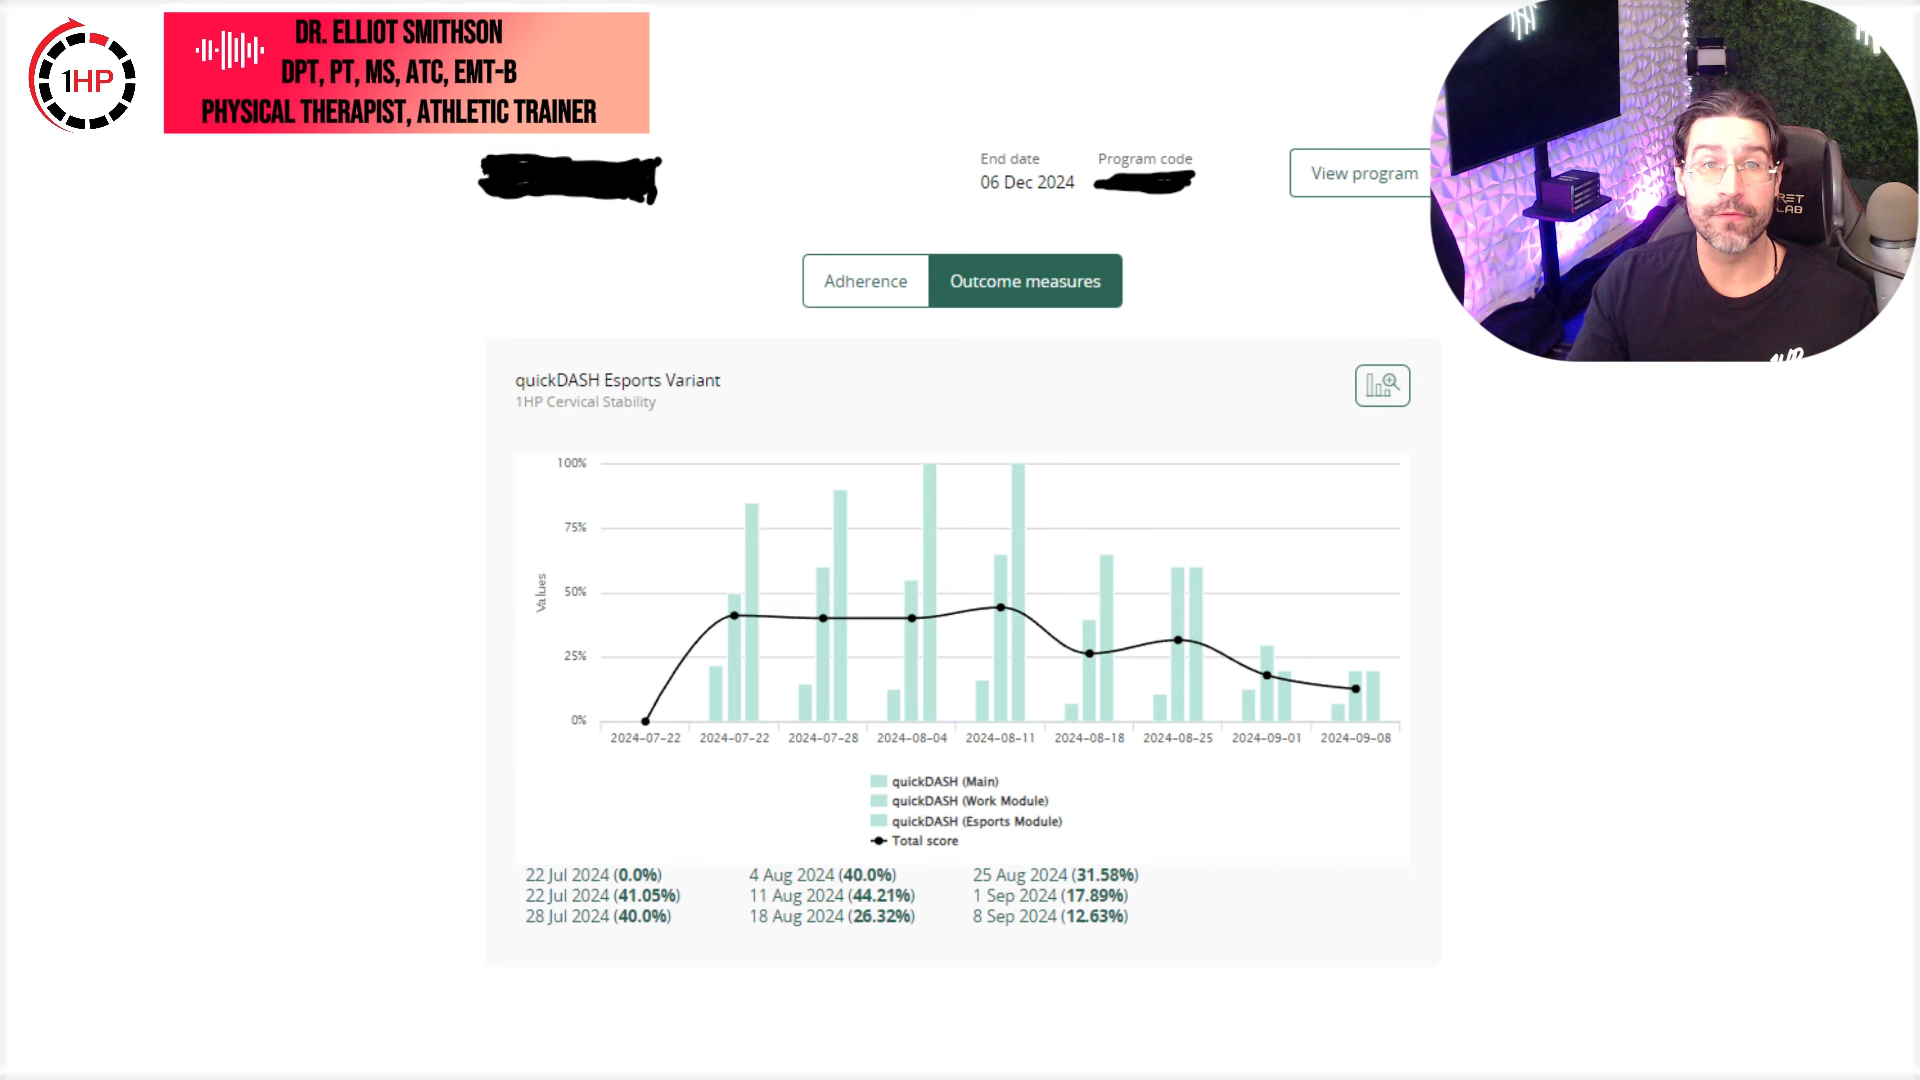 1HP
DR. ELLIOT SMITHSON
DPT, PT, MS, ATC, EMT-B
PHYSICAL THERAPIST, ATHLETIC TRAINER
End date
06 Dec 2024
Program code
View program
Adherence
Outcome measures
quickDASH Esports Variant
1HP Cervical Stability
Values
100%
75%
50%
25%
0%
2024-07-22
2024-07-22
2024-07-28
2024-08-04
2024-08-11
2024-08-18
2024-08-25
2024-09-01
2024-09-08
quickDASH (Main)
quickDASH (Work Module)
quickDASH (Esports Module)
Total score
22 Jul 2024 (0.0%)
22 Jul 2024 (41.05%)
28 Jul 2024 (40.0%)
4 Aug 2024 (40.0%)
11 Aug 2024 (44.21%)
18 Aug 2024 (26.32%)
25 Aug 2024 (31.58%)
1 Sep 2024 (17.89%)
8 Sep 2024 (12.63%)